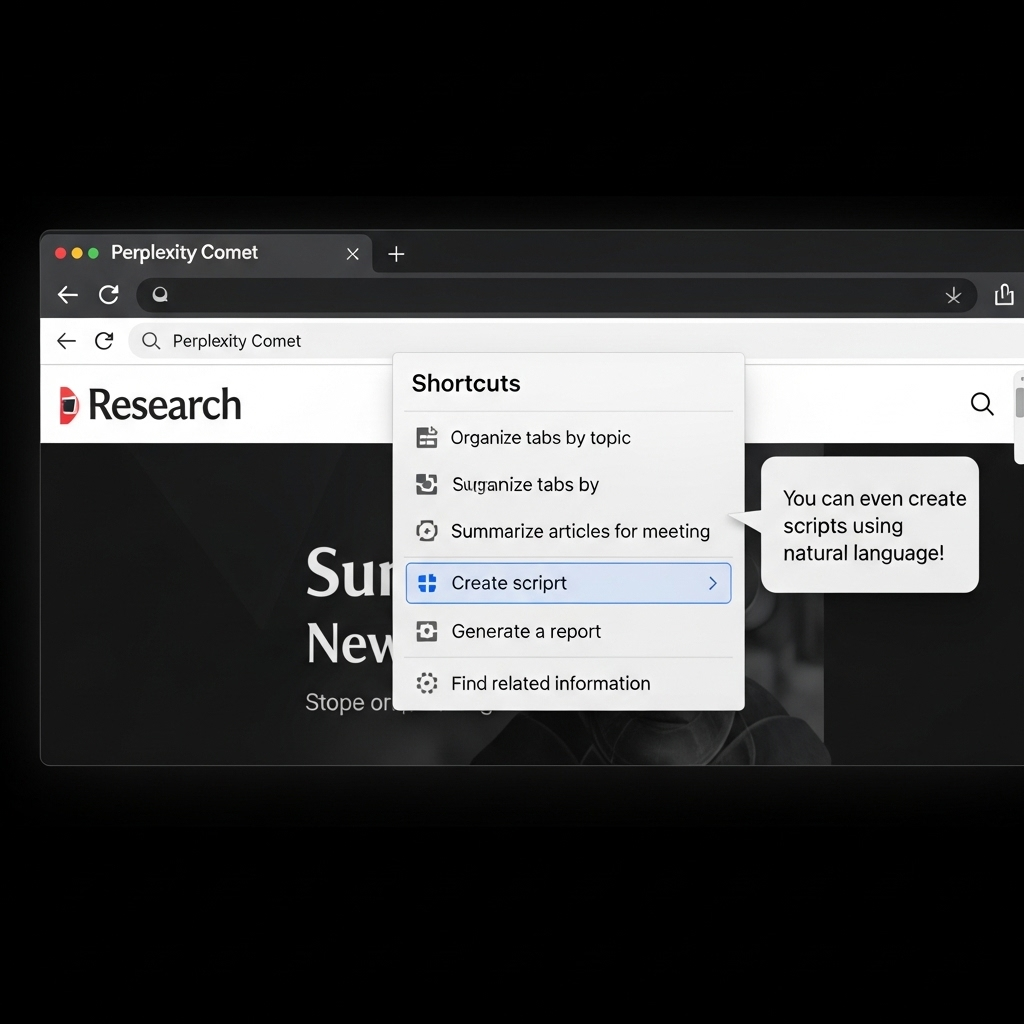 Perplexity Comet
Perplexity Comet
Research
Shortcuts
Organize tabs by topic
Suganize tabs by
Summarize articles for meeting
Create scriprt
Generate a report
Find related information
You can even create
scripts using
natural language!
Sur
New
Stope or